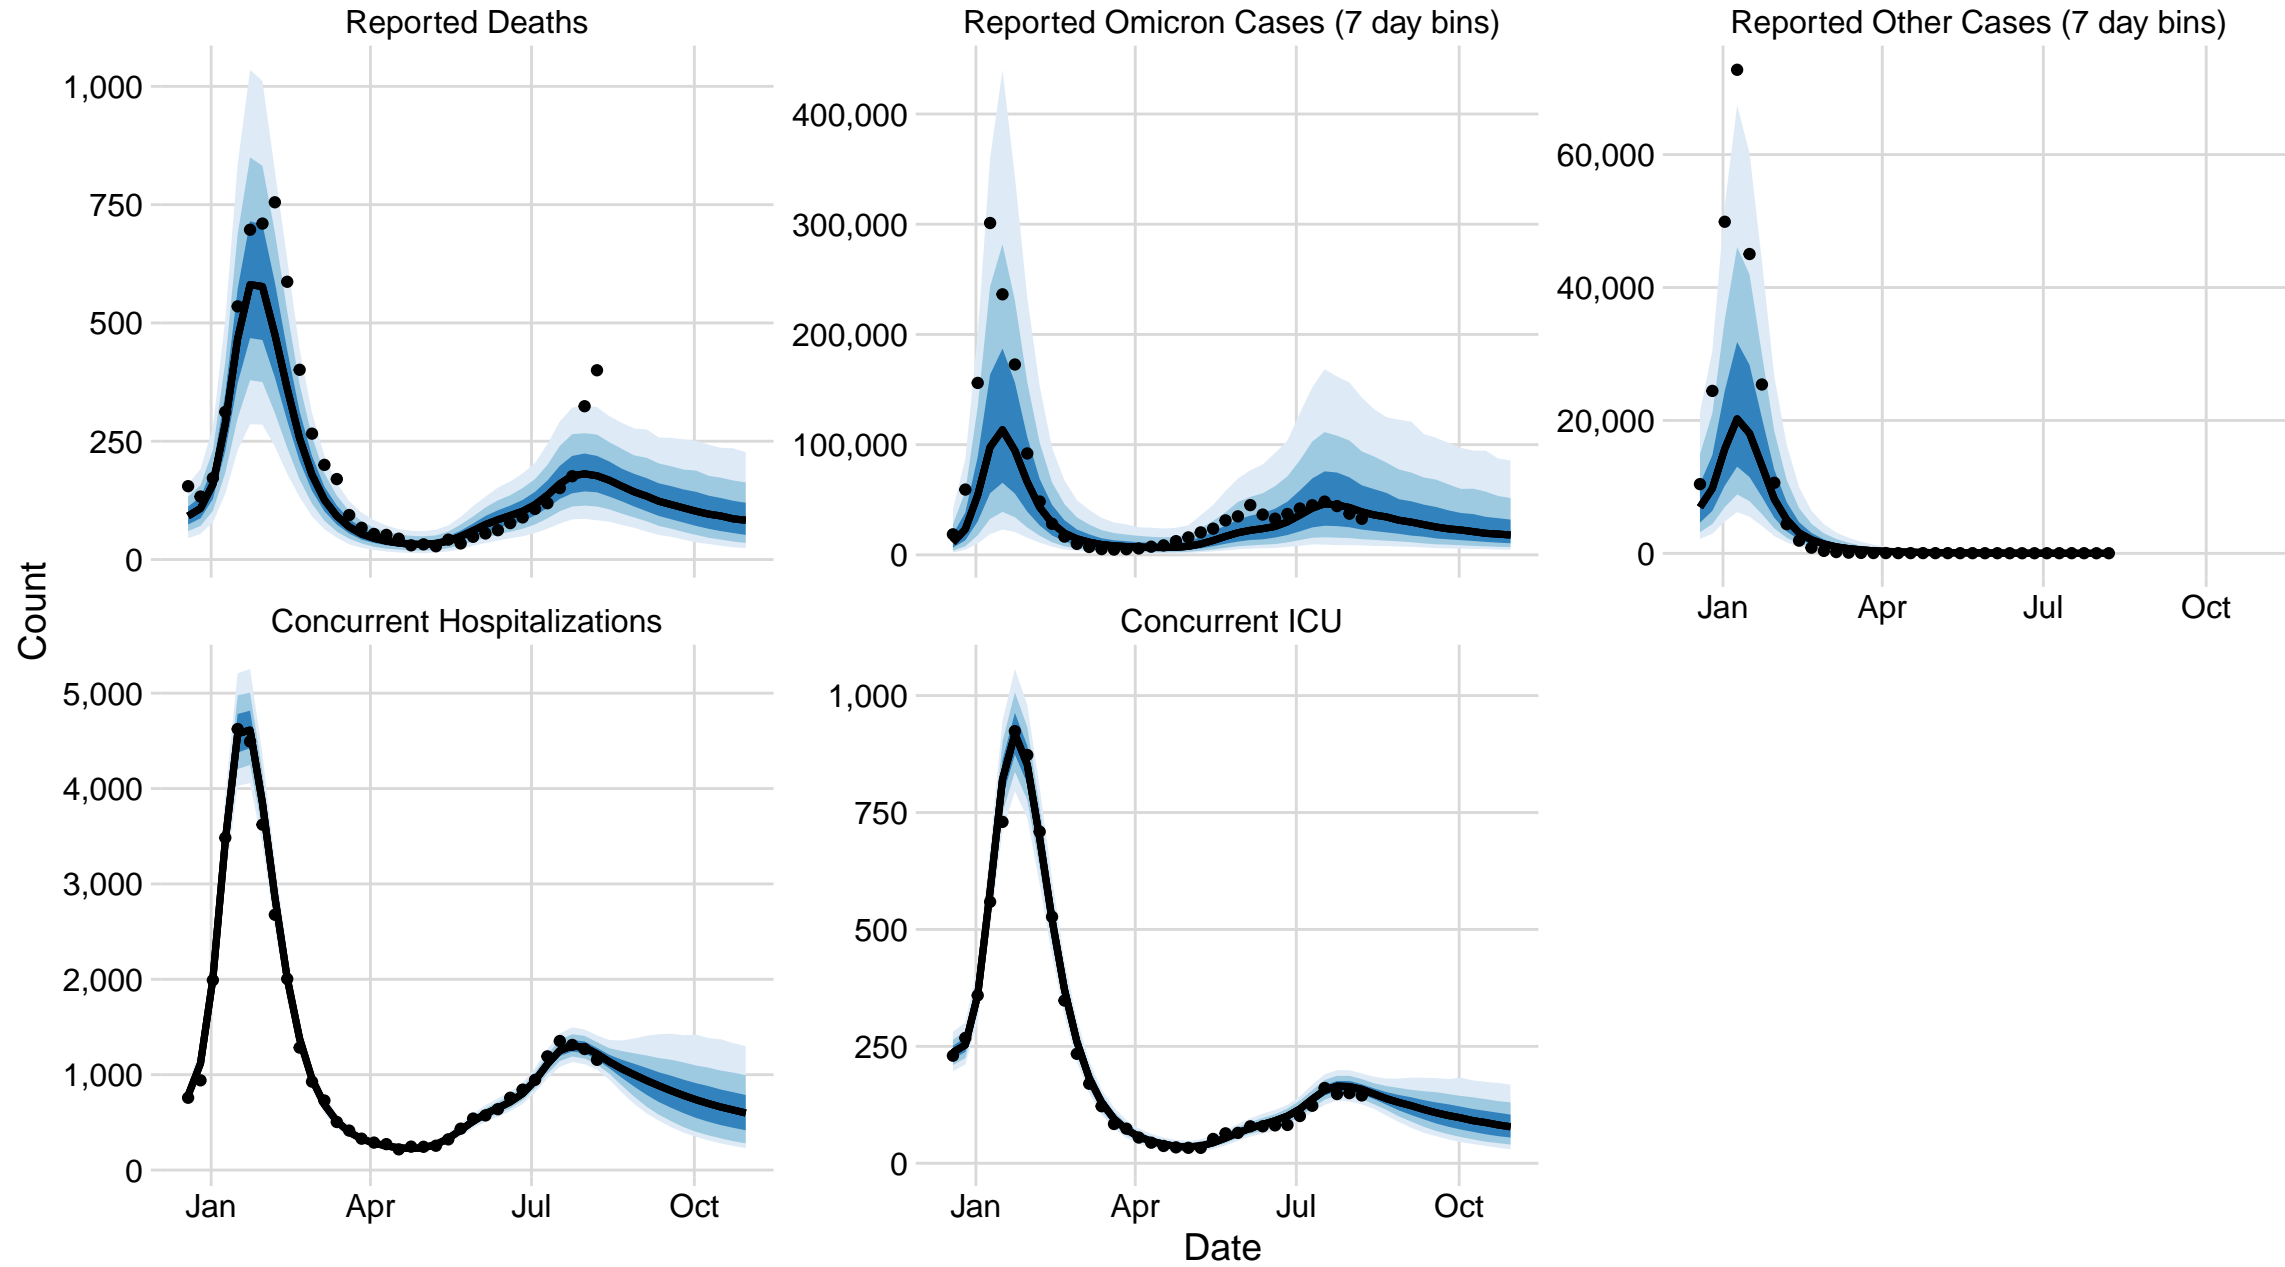 Reported Deaths
Reported Omicron Cases (7 day bins)
Reported Other Cases (7 day bins)
1,000
750
500
250
0
400,000
300,000
200,000
100,000
0
60,000
40,000
20,000
0
Jan Apr Jul Oct
Count
Concurrent Hospitalizations
Concurrent ICU
5,000
4,000
3,000
2,000
1,000
0
1,000
750
500
250
0
Jan Apr Jul Oct
Jan Apr Jul Oct
Date